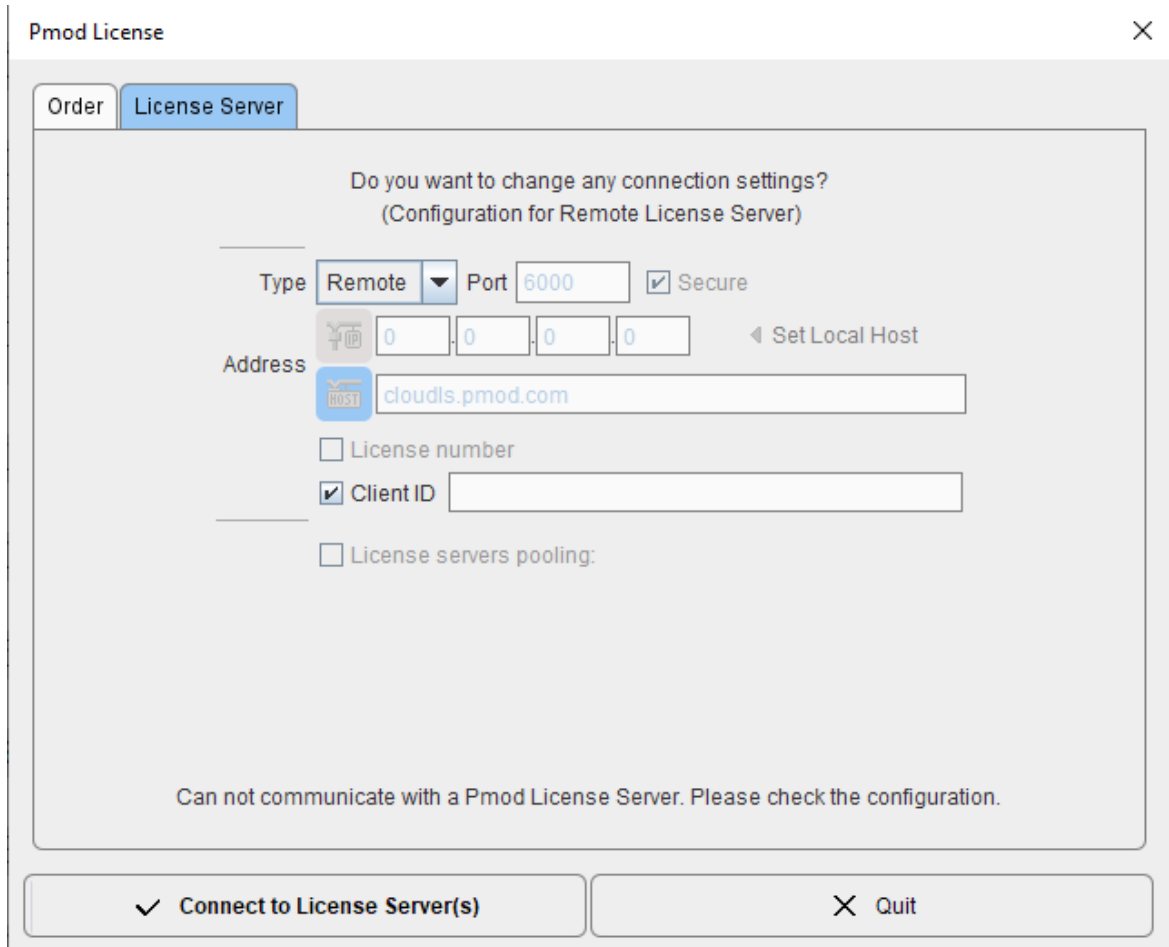 Pmod License
Order License Server
Do you want to change any connection settings?
(Configuration for Remote License Server)
Type Remote Port 6000 Secure
IP 0 . 0 . 0 . 0 Set Local Host
Address
HOST cloudls.pmod.com
License number
Client ID
License servers pooling:
Can not communicate with a Pmod License Server. Please check the configuration.
Connect to License Server(s) Quit